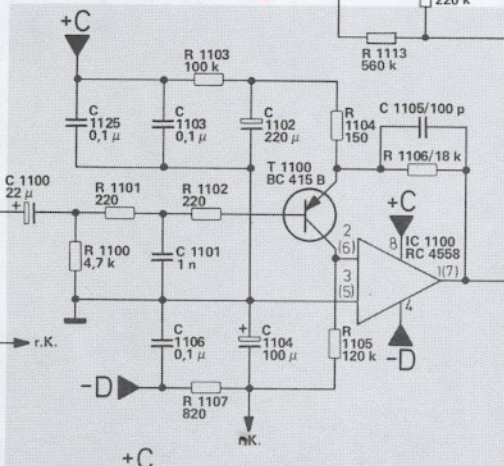 220 k
+C
R 1113
560 k
R 1103
100 k
C
1125
0,1 µ
C
1103
0,1 µ
C
1102
220 µ
R
1104
150
C 1105/100 p
R 1106/18 k
T 1100
BC 415 B
C 1100
22 µ
+
R 1101
220
R 1102
220
+C
2
(6)
8
IC 1100
RC 4558
R 1100
4,7 k
C 1101
1 n
3
(5)
1(7)
4
C
1106
0,1 µ
+
C
1104
100 µ
R
1105
120 k
-D
r.K.
-D
R 1107
820
r.K.
+C